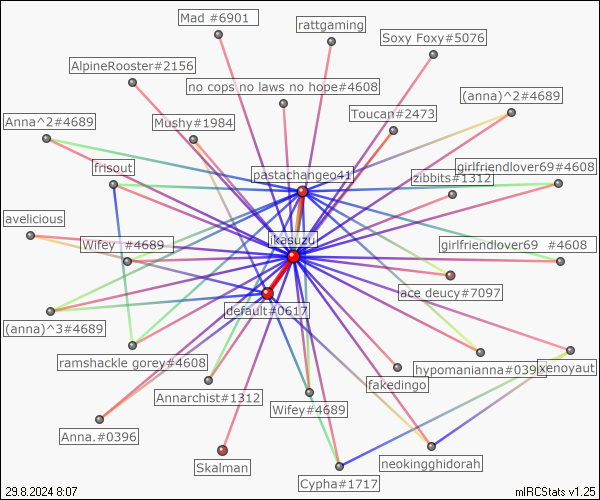 Mad #6901
rattgaming
Soxy Foxy#5076
AlpineRooster#2156
no cops no laws no hope#4608
(anna)^2#4689
Anna^2#4689
Mushy#1984
Toucan#2473
frisout
pastachangeo41
girlfriendlover69#4608
zibbits#1312
avelicious
Wifey #4689
ikasuzu
girlfriendlover69 #4608
ace deucy#7097
default#0617
(anna)^3#4689
ramshackle gorey#4608
hypomanianna#0396
xenoyaut
fakedingo
Annarchist#1312
Wifey#4689
Anna.#0396
Skalman
neokingghidorah
Cypha#1717
29.8.2024 8:07
mIRCStats v1.25